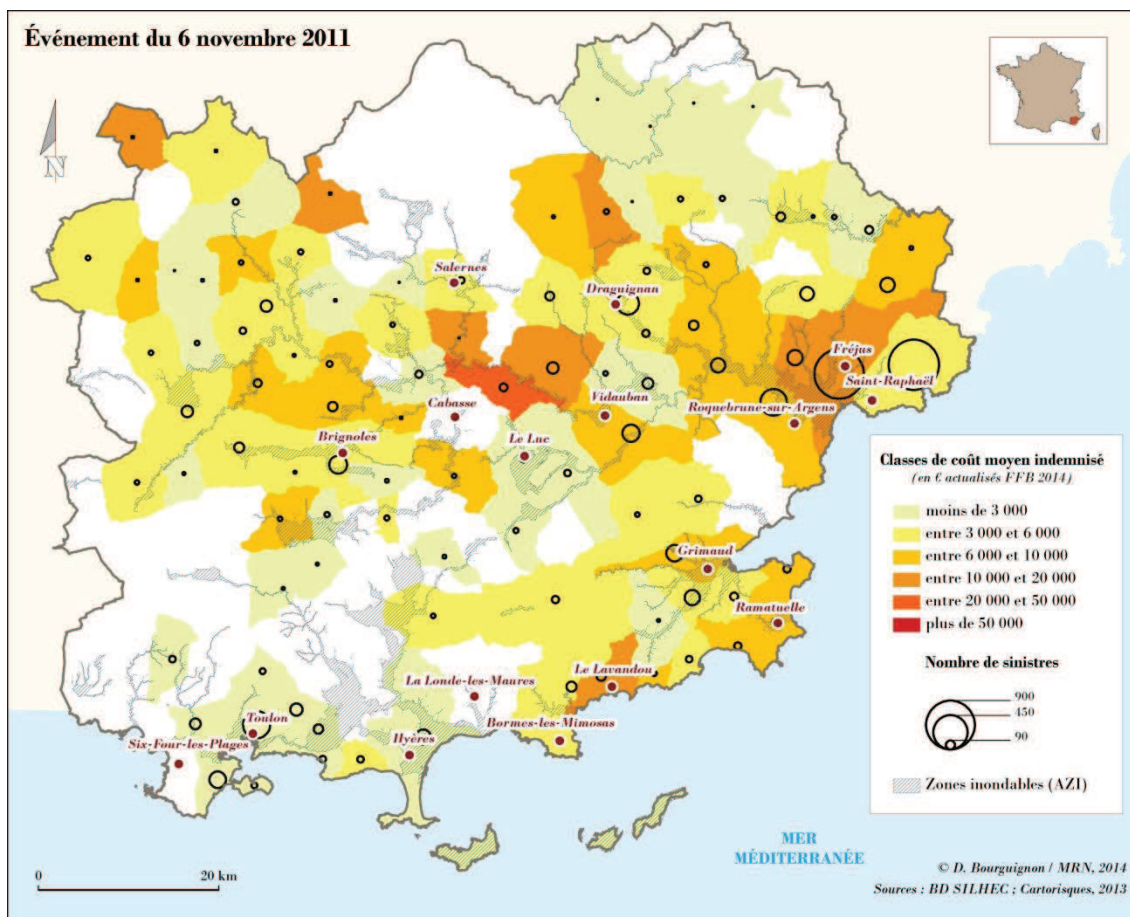 Événement du 6 novembre 2011
N
Salernes
Draguignan
Fréjus
Saint-Raphaël
Cabasse
Vidauban
Roquebrune-sur-Argens
Brignoles
Le Luc
Grimaud
Ramatuelle
Le Lavandou
La Londe-les-Maures
Bormes-les-Mimosas
Toulon
Six-Four-les-Plages
Hyères
Classes de coût moyen indemnisé
(en € actualisés FFB 2014)
moins de 3 000
entre 3 000 et 6 000
entre 6 000 et 10 000
entre 10 000 et 20 000
entre 20 000 et 50 000
plus de 50 000
Nombre de sinistres
900
450
90
Zones inondables (AZI)
MER
MÉDITERRANÉE
0 20 km
© D. Bourguignon / MRN, 2014
Sources : BD SILHEC ; Cartorisques, 2013